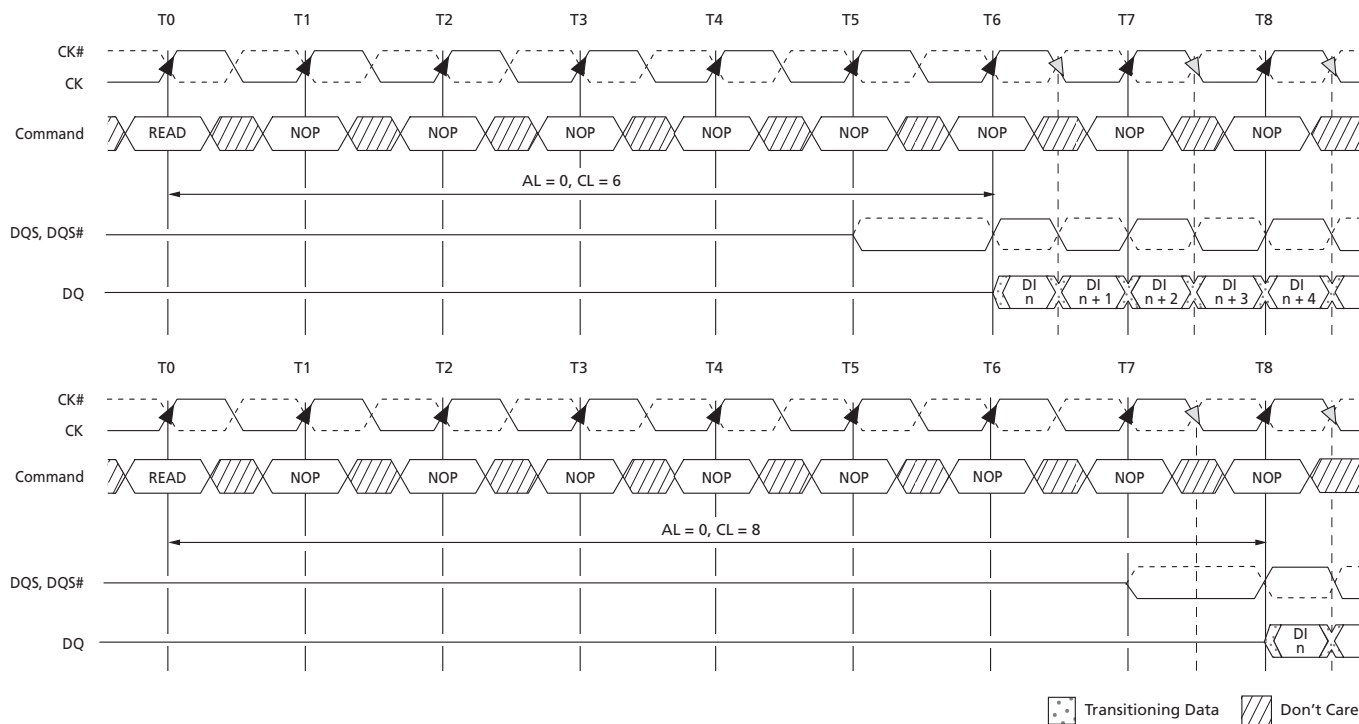 T0 T1 T2 T3 T4 T5 T6 T7 T8
CK#
CK
Command READ NOP NOP NOP NOP NOP NOP NOP NOP
AL = 0, CL = 6
DQS, DQS#
DQ DI n DI n + 1 DI n + 2 DI n + 3 DI n + 4
T0 T1 T2 T3 T4 T5 T6 T7 T8
CK#
CK
Command READ NOP NOP NOP NOP NOP NOP NOP NOP
AL = 0, CL = 8
DQS, DQS#
DQ DI n
Transitioning Data Don't Care